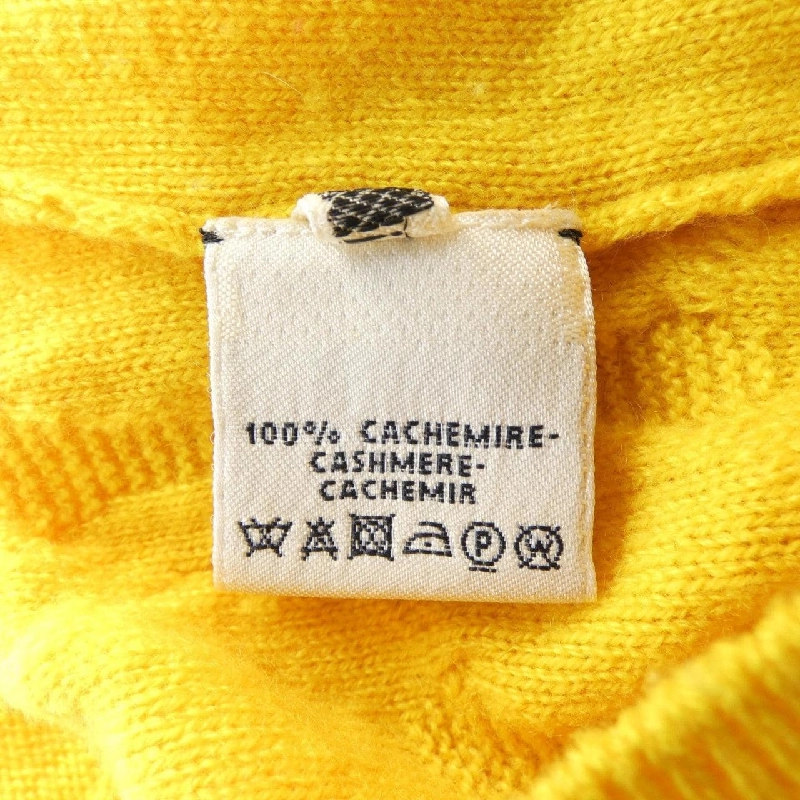 100% CACHEMIRE-
CASHMERE-
CACHEMIR
P W